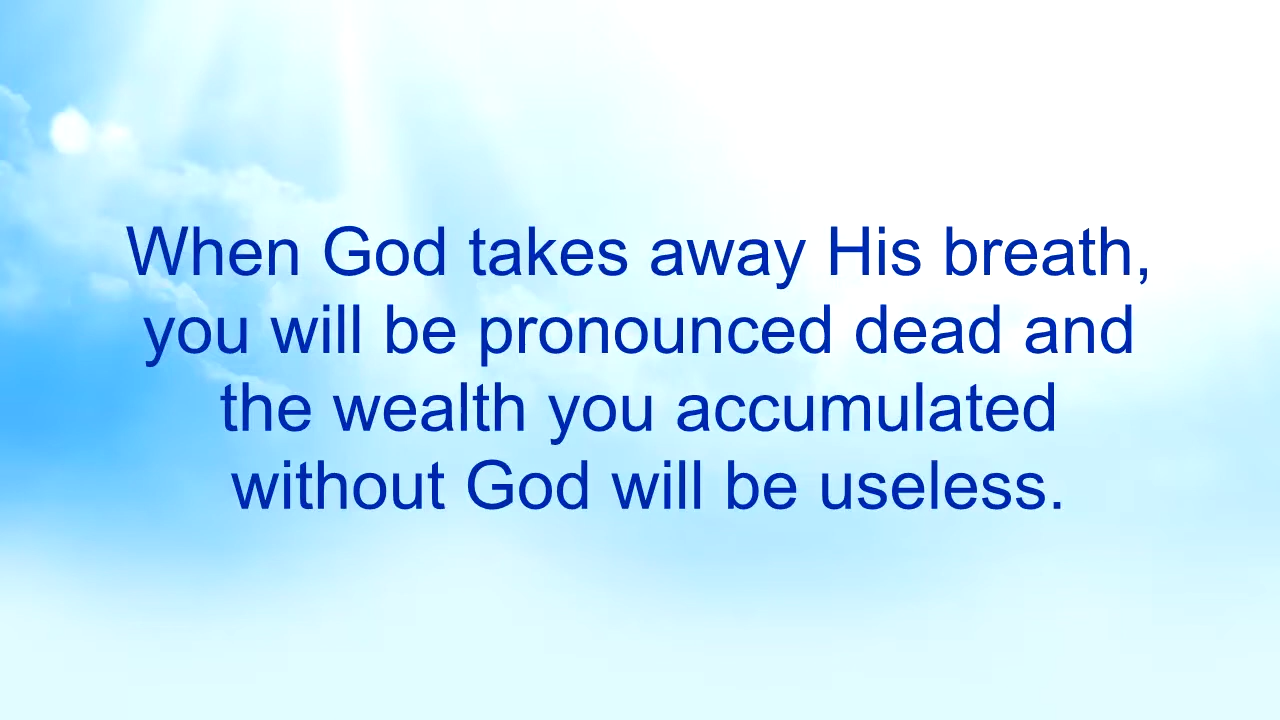 When God takes away His breath,
you will be pronounced dead and
the wealth you accumulated
without God will be useless.